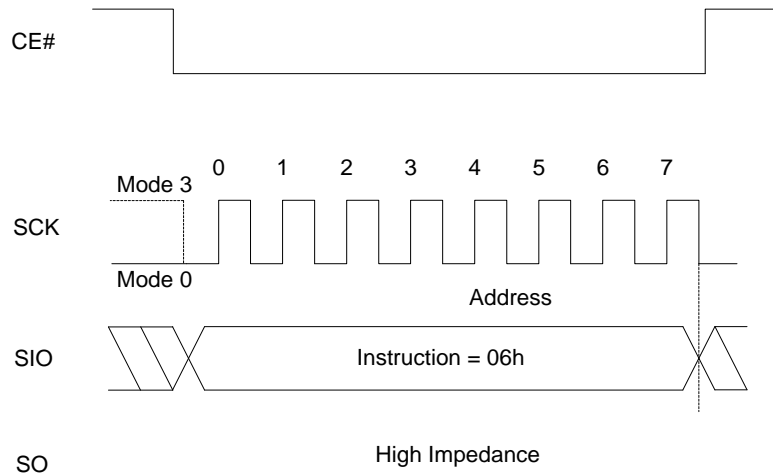 CE#
0 1 2 3 4 5 6 7
Mode 3
SCK
Mode 0
Address
SIO
Instruction = 06h
SO
High Impedance